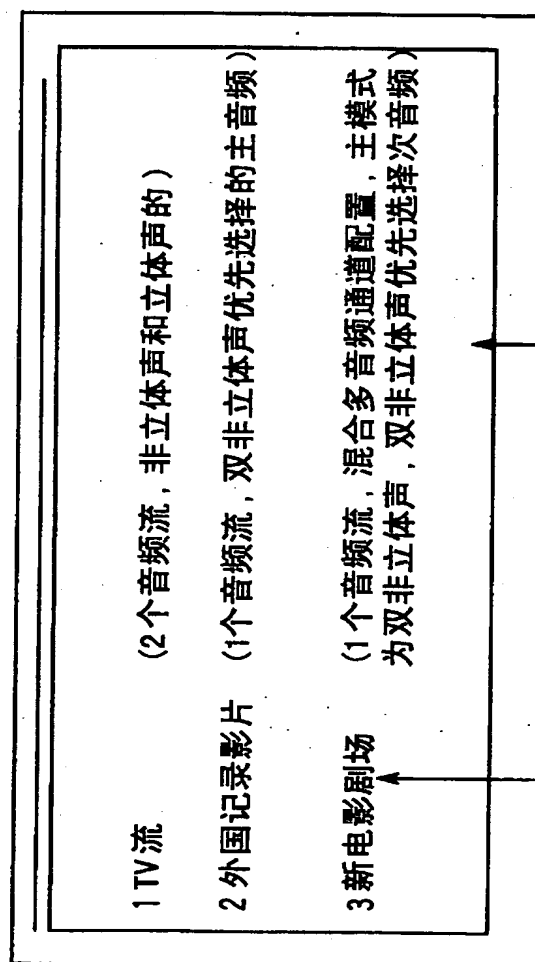 1 TV流 (2个音频流，非立体声和立体声的)
2 外国记录影片 (1个音频流，双非立体声优先选择的主音频)
3 新电影剧场 (1个音频流，混合多音频通道配置，主模式
为双非立体声，双非立体声优先选择次音频)